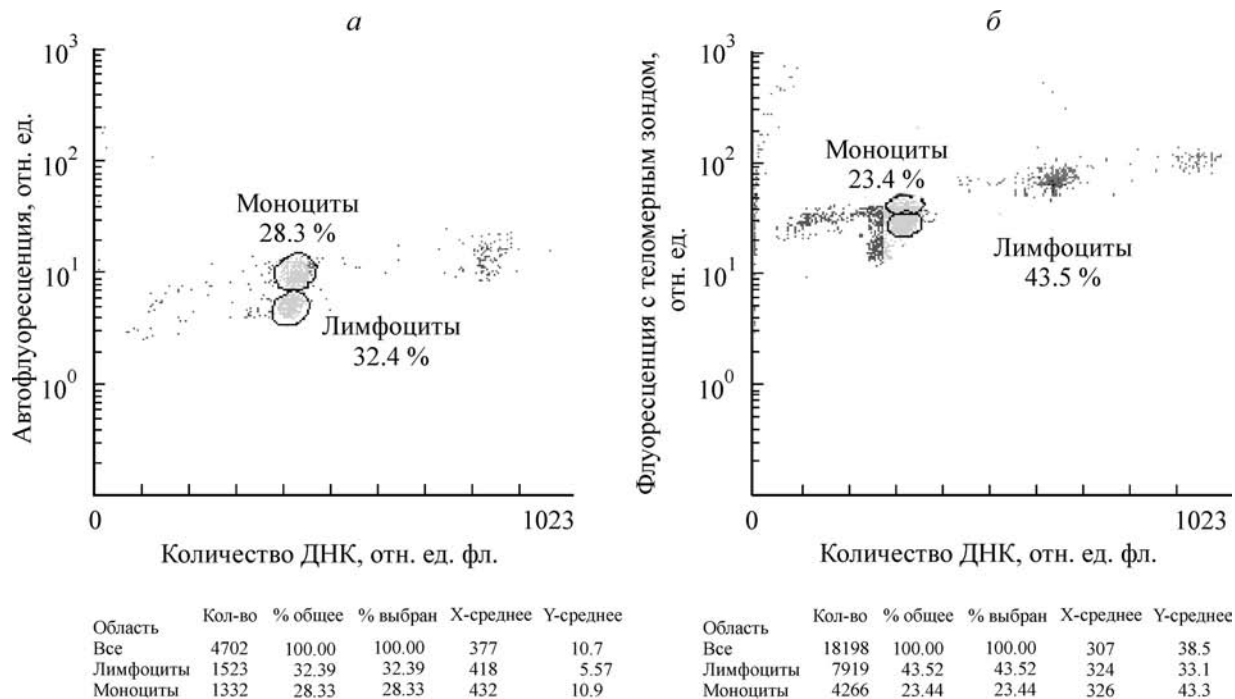 а
Автофлуоресценция, отн. ед.
10³
10²
10¹
10⁰
Моноциты
28.3 %
Лимфоциты
32.4 %
0
1023
Количество ДНК, отн. ед. фл.
Область Кол-во % общее % выбран X-среднее Y-среднее
Все 4702 100.00 100.00 377 10.7
Лимфоциты 1523 32.39 32.39 418 5.57
Моноциты 1332 28.33 28.33 432 10.9
б
Флуоресценция с теломерным зондом,
отн. ед.
10³
10²
10¹
10⁰
Моноциты
23.4 %
Лимфоциты
43.5 %
0
1023
Количество ДНК, отн. ед. фл.
Область Кол-во % общее % выбран X-среднее Y-среднее
Все 18198 100.00 100.00 307 38.5
Лимфоциты 7919 43.52 43.52 324 33.1
Моноциты 4266 23.44 23.44 326 43.3